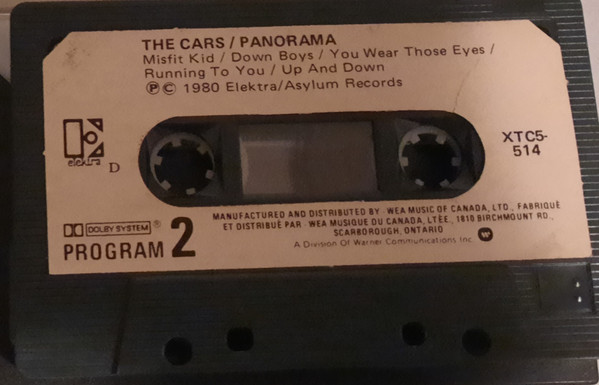 THE CARS / PANORAMA
Misfit Kid / Down Boys / You Wear Those Eyes /
Running To You / Up And Down
Ⓟ © 1980 Elektra/Asylum Records
elektra
D
XTC5-
514
DOLBY SYSTEM ®
PROGRAM 2
MANUFACTURED AND DISTRIBUTED BY · WEA MUSIC OF CANADA, LTD., FABRIQUÉ
ET DISTRIBUÉ PAR · WEA MUSIQUE DU CANADA, LTÉE., 1810 BIRCHMOUNT RD.,
SCARBOROUGH, ONTARIO
A Division Of Warner Communications Inc.